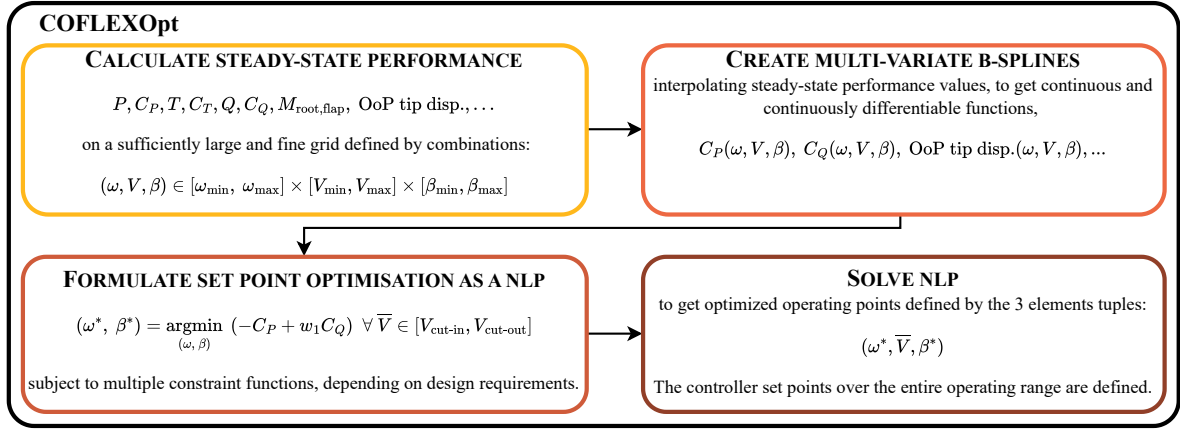 COFLEXOpt
CALCULATE STEADY-STATE PERFORMANCE
P, C_P, T, C_T, Q, C_Q, M_root,flap, OoP tip disp., . . .
on a sufficiently large and fine grid defined by combinations:
(ω, V, β) ∈ [ω_min, ω_max] × [V_min, V_max] × [β_min, β_max]
CREATE MULTI-VARIATE B-SPLINES
interpolating steady-state performance values, to get continuous and
continuously differentiable functions,
C_P(ω, V, β), C_Q(ω, V, β), OoP tip disp.(ω, V, β), ...
FORMULATE SET POINT OPTIMISATION AS A NLP
(ω*, β*) = argmin (−C_P + w_1C_Q) ∀ V̅ ∈ [V_cut-in, V_cut-out]
(ω, β)
subject to multiple constraint functions, depending on design requirements.
SOLVE NLP
to get optimized operating points defined by the 3 elements tuples:
(ω*, V̅, β*)
The controller set points over the entire operating range are defined.